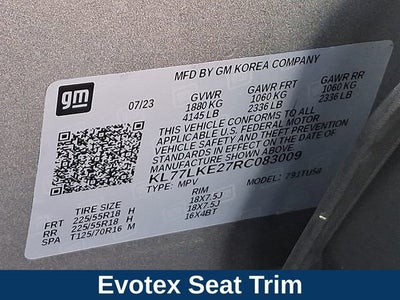 gm
MFD BY GM KOREA COMPANY
07/23
GVWR GAWR FRT GAWR RR
1880 KG 1060 KG 1060 KG
4145 LB 2336 LB 2336 LB
THIS VEHICLE CONFORMS TO ALL
APPLICABLE U.S. FEDERAL MOTOR
VEHICLE SAFETY AND THEFT PREVENTION
STANDARDS IN EFFECT ON THE DATE OF
MANUFACTURE SHOWN ABOVE.
KL77LKE27RC083009
TYPE: MPV MODEL:
TIRE SIZE RIM
FRT 225/55R18 H 18X7.5J
RR 225/55R18 H 18X7.5J
SPA T125/70R16 M 16X4BT
Evotex Seat Trim